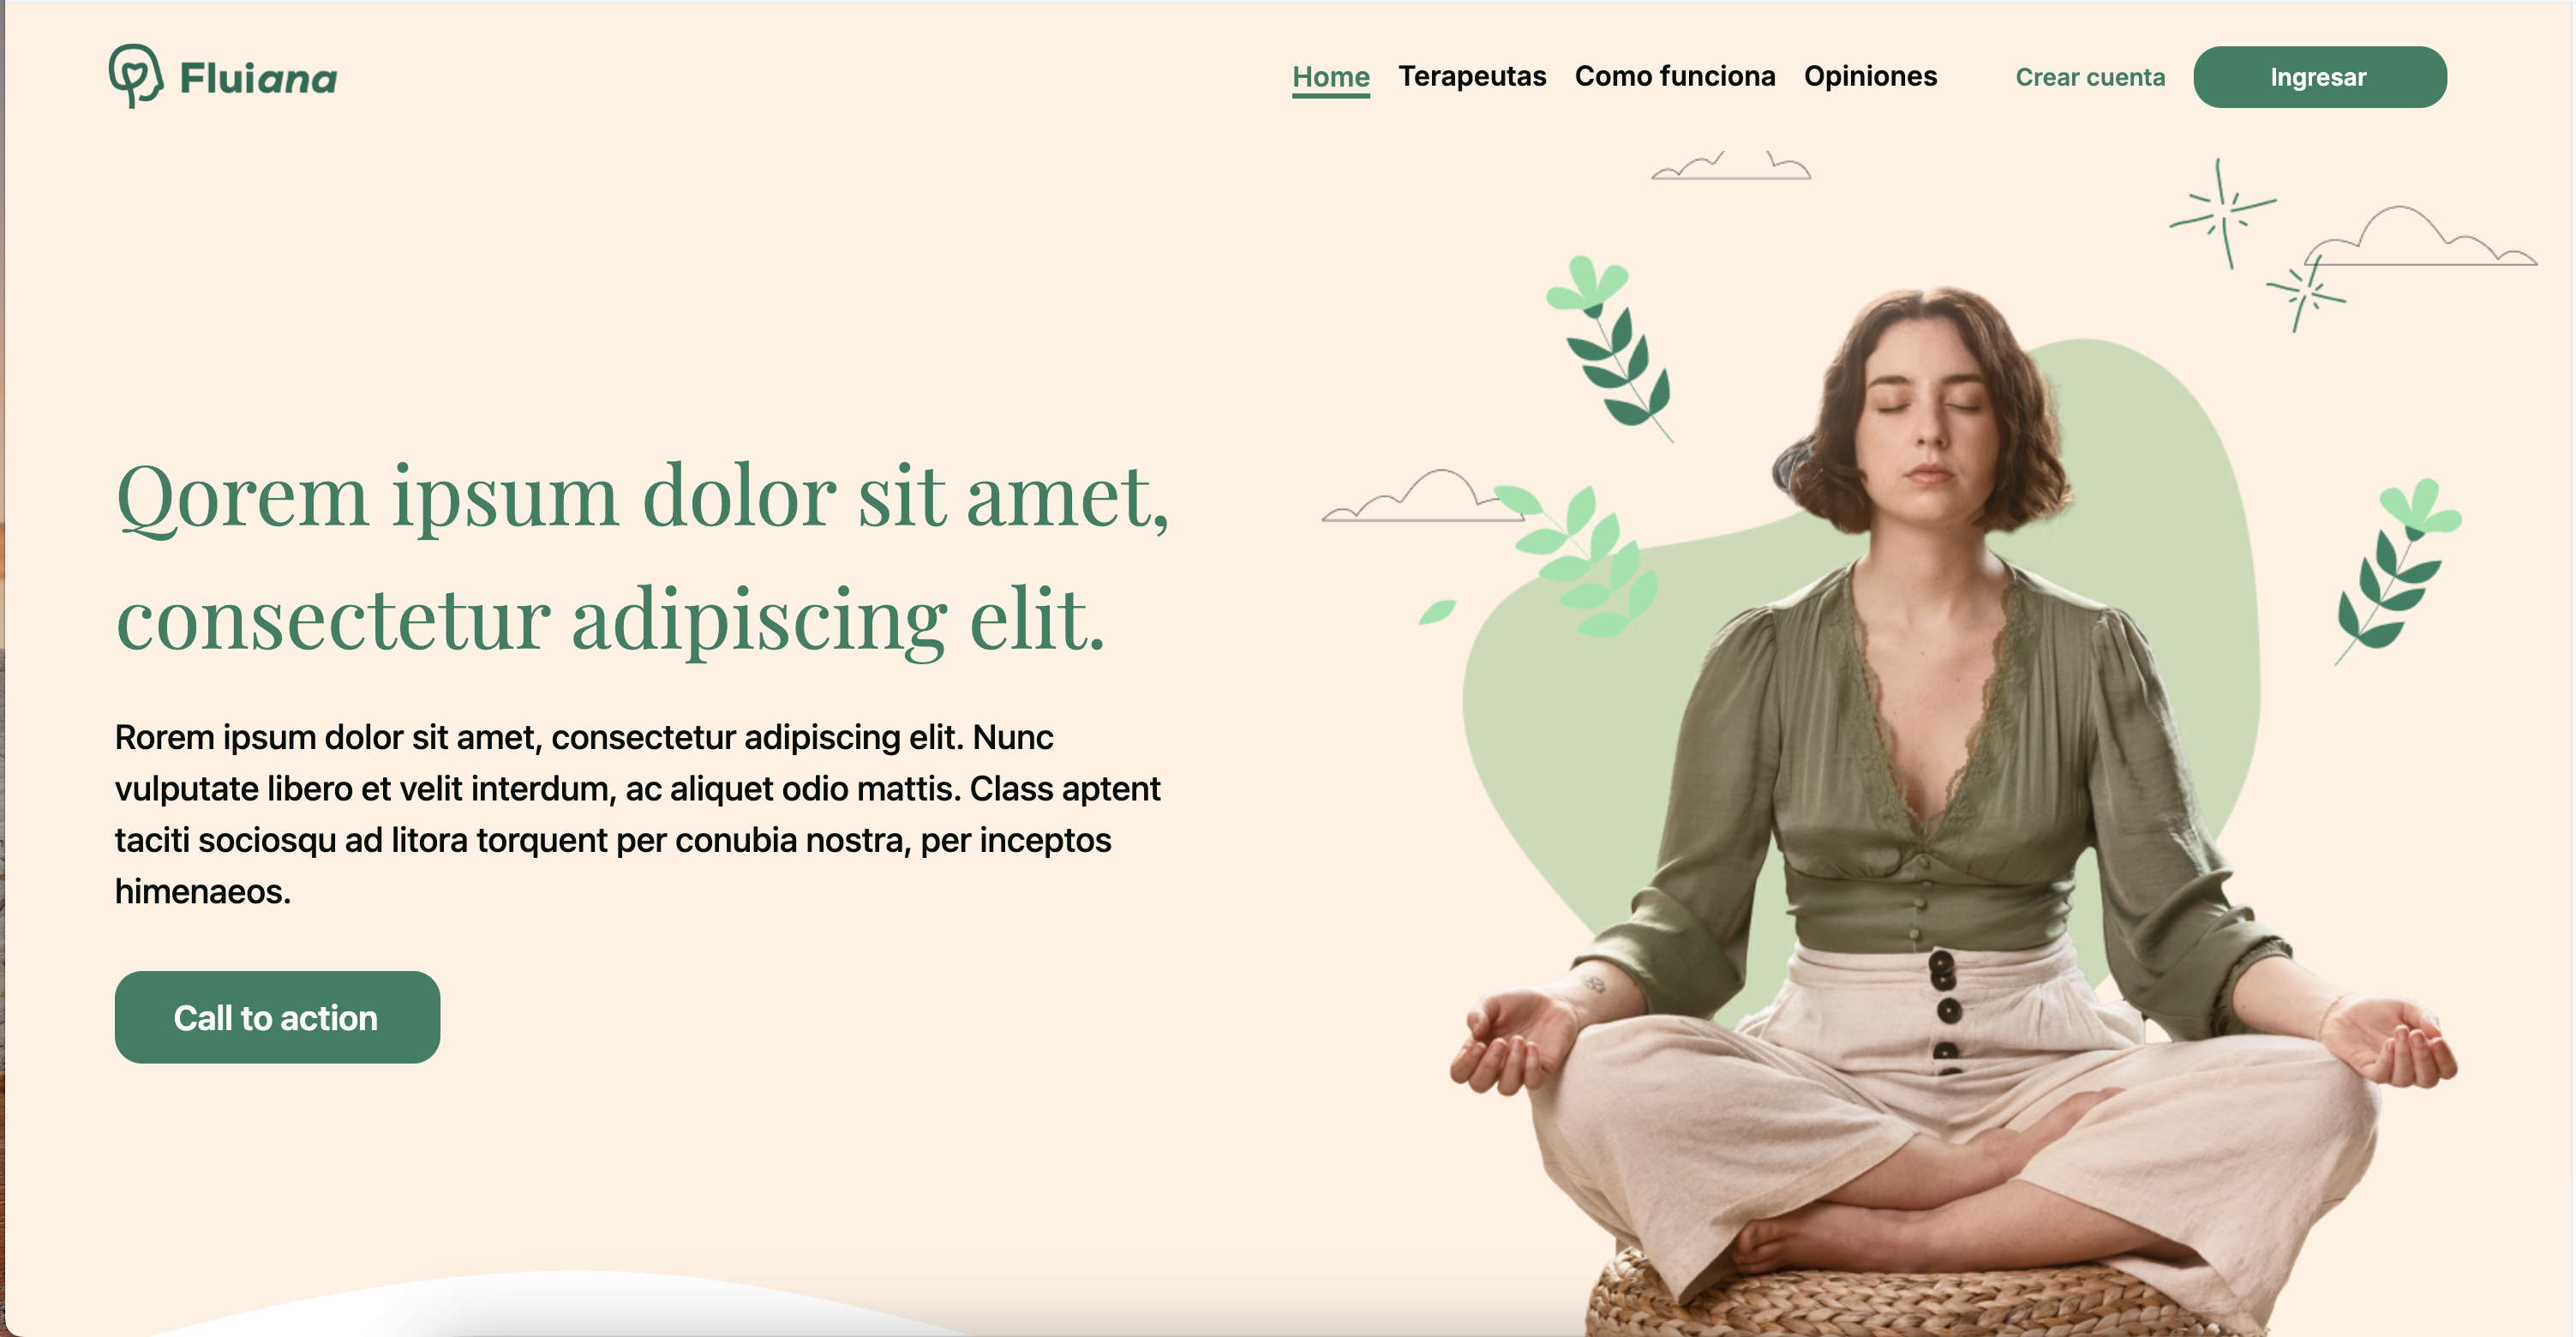 Fluiana
Home Terapeutas Como funciona Opiniones Crear cuenta Ingresar
Qorem ipsum dolor sit amet,
consectetur adipiscing elit.
Rorem ipsum dolor sit amet, consectetur adipiscing elit. Nunc
vulputate libero et velit interdum, ac aliquet odio mattis. Class aptent
taciti sociosqu ad litora torquent per conubia nostra, per inceptos
himenaeos.
Call to action